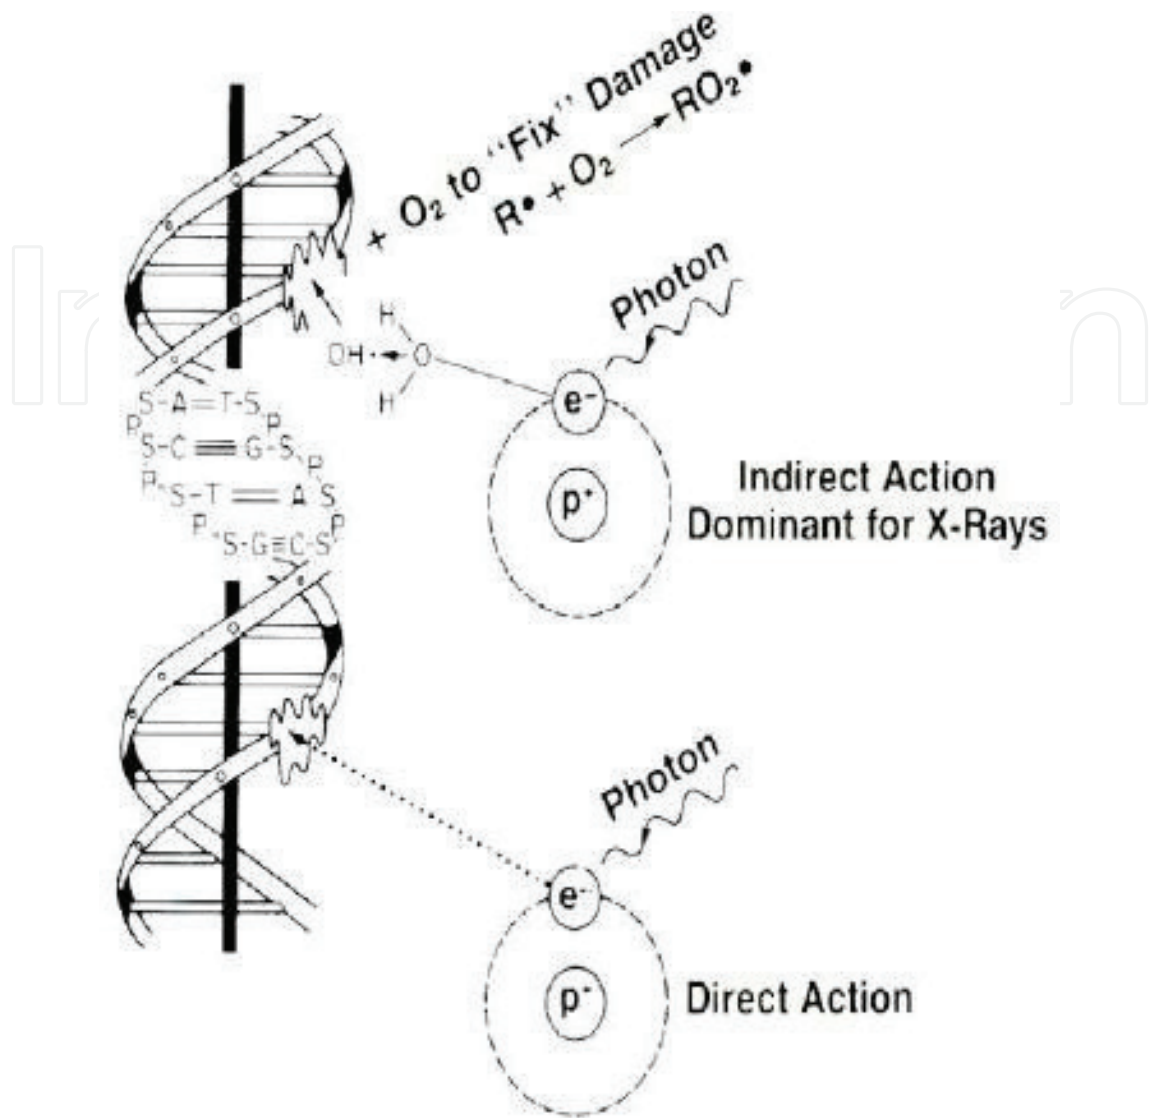 + O₂ to "Fix" Damage
R• + O₂ → RO₂•
Photon
H
OH• O
H
e⁻
p⁺
Indirect Action
Dominant for X-Rays
S-A=T-S
P P
S-C≡G-S
P P
S-T=A S
P P
S-G≡C-S
Photon
e⁻
p⁻
Direct Action